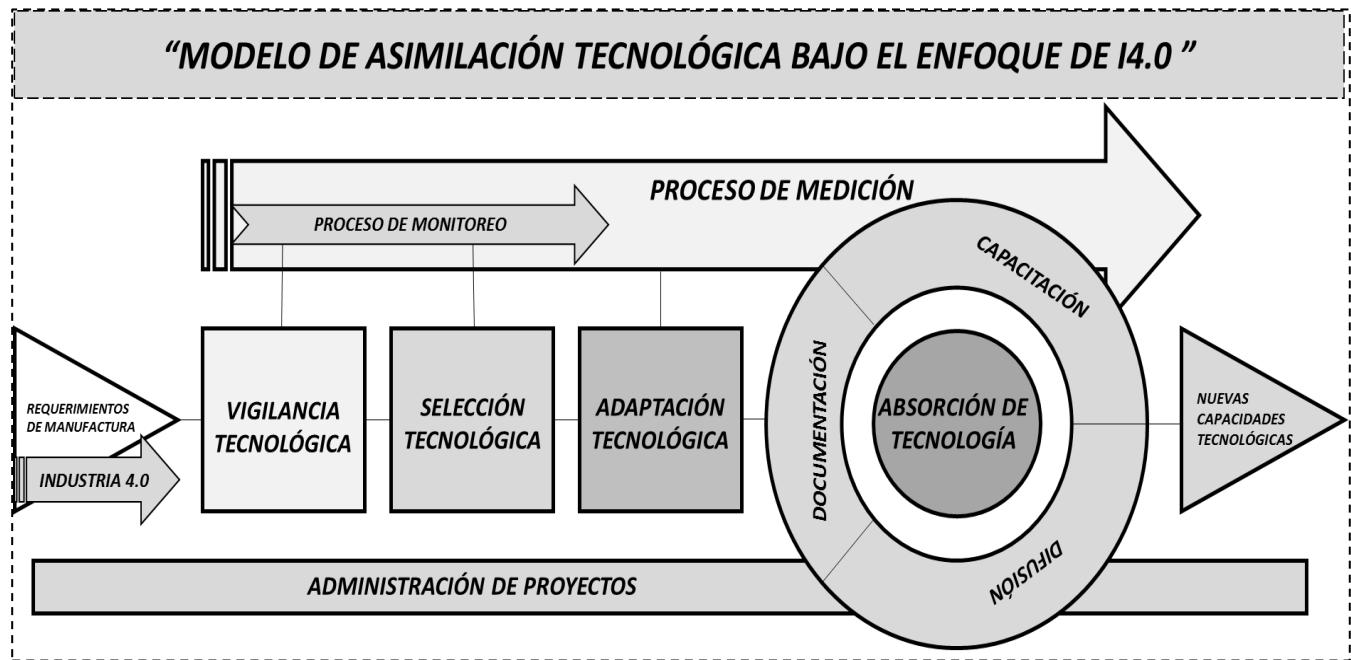 “MODELO DE ASIMILACIÓN TECNOLÓGICA BAJO EL ENFOQUE DE I4.0 ”
PROCESO DE MEDICIÓN
PROCESO DE MONITOREO
CAPACITACIÓN
DOCUMENTACIÓN
DIFUSIÓN
REQUERIMIENTOS
DE MANUFACTURA
INDUSTRIA 4.0
VIGILANCIA
TECNOLÓGICA
SELECCIÓN
TECNOLÓGICA
ADAPTACIÓN
TECNOLÓGICA
ABSORCIÓN DE
TECNOLOGÍA
NUEVAS
CAPACIDADES
TECNOLÓGICAS
ADMINISTRACIÓN DE PROYECTOS